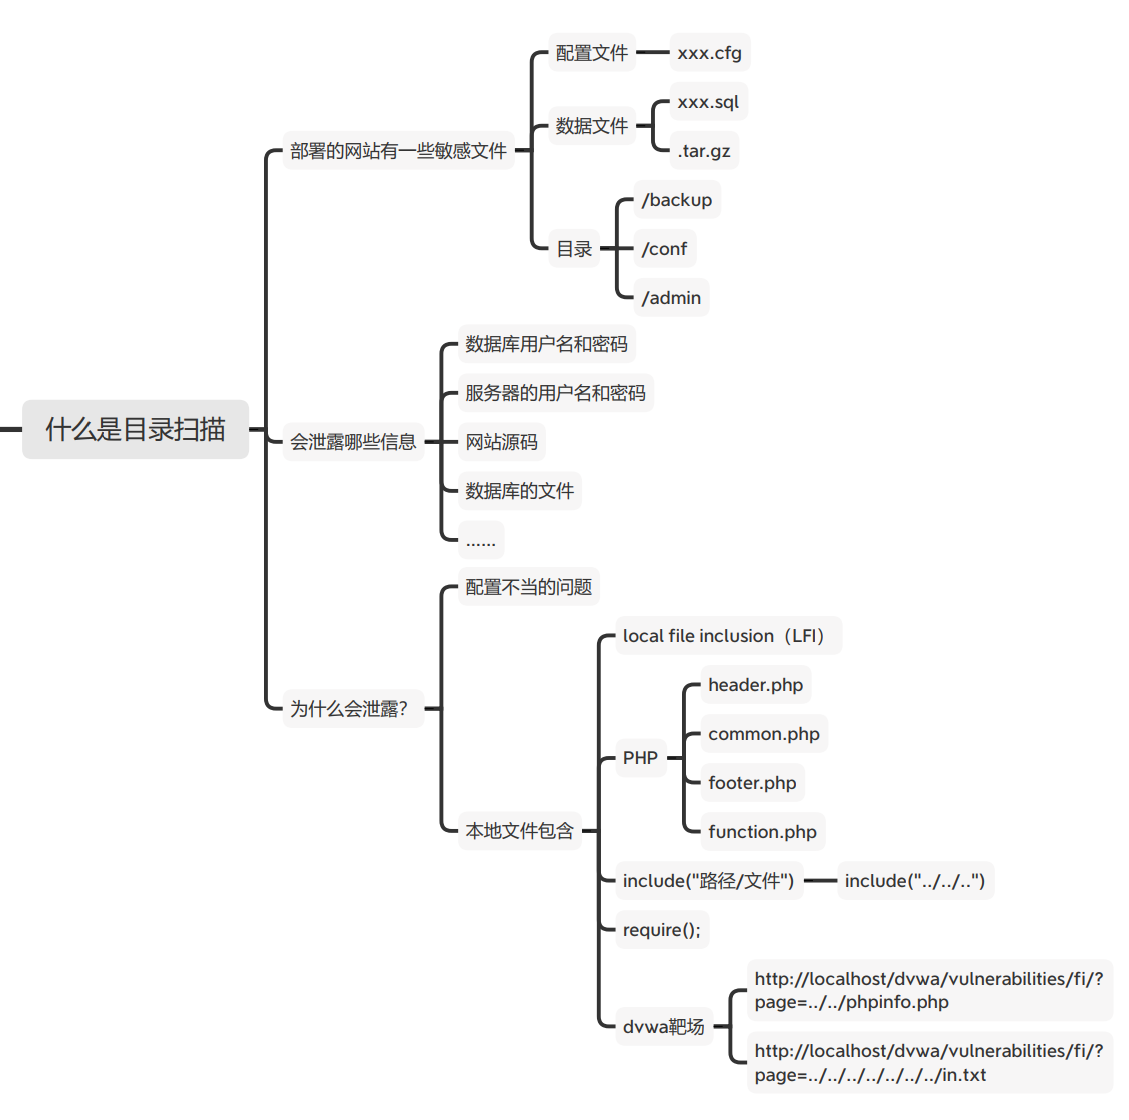 什么是目录扫描
部署的网站有一些敏感文件
配置文件
xxx.cfg
数据文件
xxx.sql
.tar.gz
目录
/backup
/conf
/admin
会泄露哪些信息
数据库用户名和密码
服务器的用户名和密码
网站源码
数据库的文件
......
为什么会泄露？
配置不当的问题
本地文件包含
local file inclusion（LFI）
PHP
header.php
common.php
footer.php
function.php
include("路径/文件")
include("../../..")
require();
dvwa靶场
http://localhost/dvwa/vulnerabilities/fi/?
page=../../phpinfo.php
http://localhost/dvwa/vulnerabilities/fi/?
page=../../../../../../../in.txt